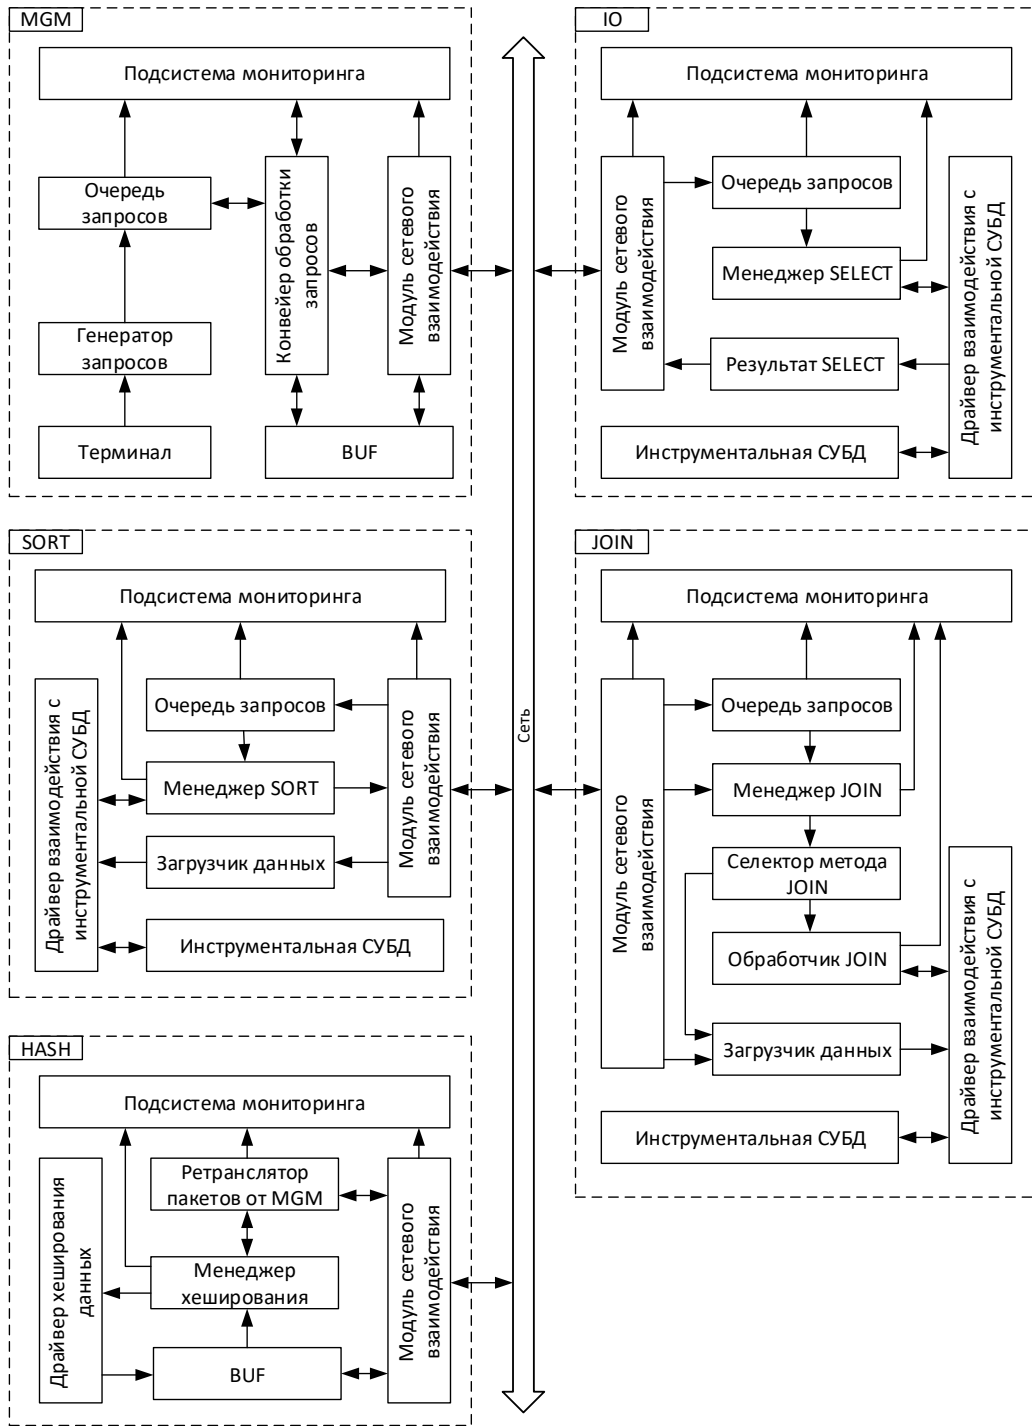 MGM
Подсистема мониторинга
Очередь
запросов
Конвейер обработки
запросов
Модуль сетевого
взаимодействия
Генератор
запросов
Терминал
BUF
IO
Подсистема мониторинга
Модуль сетевого
взаимодействия
Очередь запросов
Менеджер SELECT
Результат SELECT
Драйвер взаимодействия с
инструментальной СУБД
Инструментальная СУБД
Сеть
SORT
Подсистема мониторинга
Драйвер взаимодействия с
инструментальной СУБД
Очередь запросов
Менеджер SORT
Загрузчик данных
Модуль сетевого
взаимодействия
Инструментальная СУБД
JOIN
Подсистема мониторинга
Модуль сетевого
взаимодействия
Очередь запросов
Менеджер JOIN
Селектор метода
JOIN
Обработчик JOIN
Загрузчик данных
Драйвер взаимодействия с
инструментальной СУБД
Инструментальная СУБД
HASH
Подсистема мониторинга
Драйвер хеширования
данных
Ретранслятор
пакетов от MGM
Менеджер
хеширования
BUF
Модуль сетевого
взаимодействия